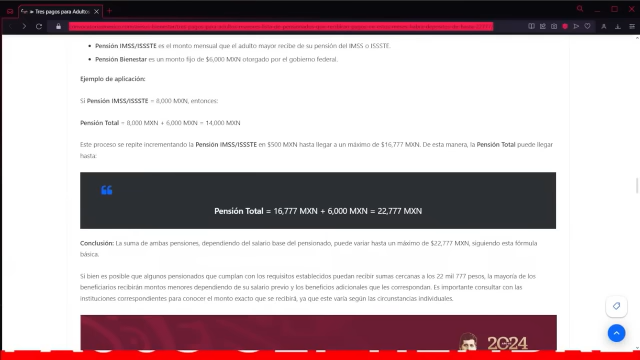 Tres pagos para Adultos
• Pensión IMSS/ISSSTE es el monto mensual que el adulto mayor recibe de su pensión del IMSS o ISSSTE.
• Pensión Bienestar es un monto fijo de $6,000 MXN otorgado por el gobierno federal.
Ejemplo de aplicación:
Si Pensión IMSS/ISSSTE = 8,000 MXN, entonces:
Pensión Total = 8,000 MXN + 6,000 MXN = 14,000 MXN
Este proceso se repite incrementando la Pensión IMSS/ISSSTE en $500 MXN hasta llegar a un máximo de $16,777 MXN. De esta manera, la Pensión Total puede llegar
hasta:
Pensión Total = 16,777 MXN + 6,000 MXN = 22,777 MXN
Conclusión: La suma de ambas pensiones, dependiendo del salario base del pensionado, puede variar hasta un máximo de $22,777 MXN, siguiendo esta fórmula
básica.
Si bien es posible que algunos pensionados que cumplan con los requisitos establecidos puedan recibir sumas cercanas a los 22 mil 777 pesos, la mayoría de los
beneficiarios recibirán montos menores dependiendo de su salario previo y los beneficios adicionales que les correspondan. Es importante consultar con las
instituciones correspondientes para conocer el monto exacto que se recibirá, ya que este varía según las circunstancias individuales.
2024